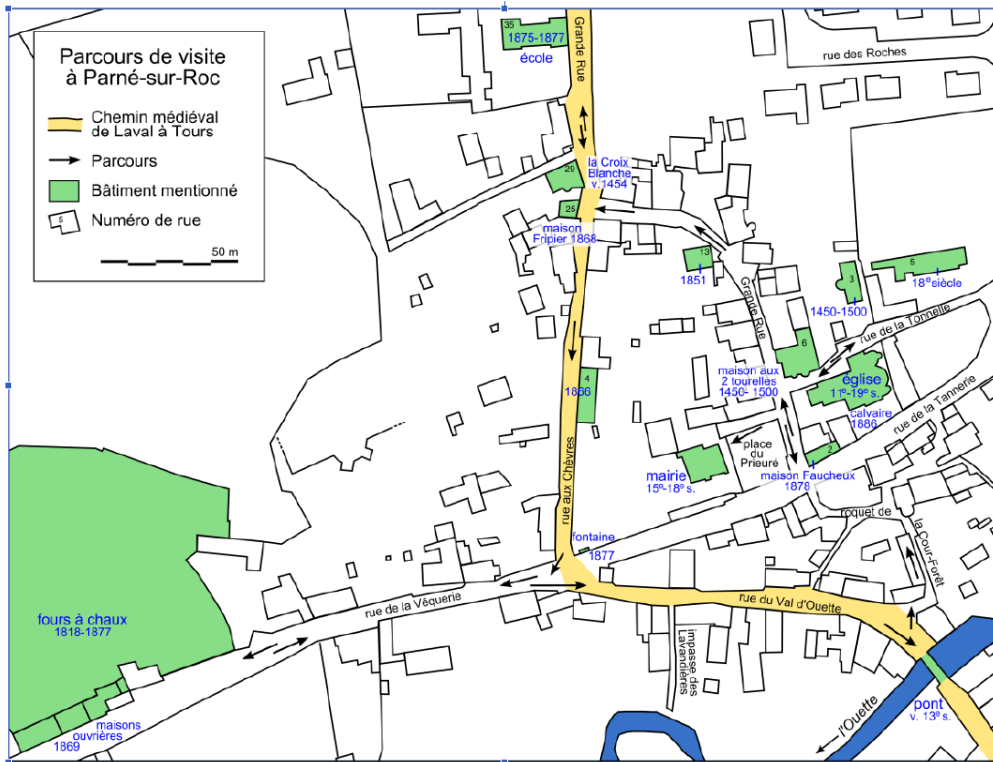 Parcours de visite
à Parné-sur-Roc
Chemin médiéval
de Laval à Tours
Parcours
Bâtiment mentionné
5
Numéro de rue
50 m
35
1875-1877
école
Grande Rue
rue des Roches
29
la Croix
Blanche
v.1454
25
maison
Fripier 1868
13
1851
Grande Rue
3
1450-1500
5
18e siècle
rue de la Tonnelle
6
maison aux
2 tourelles
1450- 1500
église
11e-19e s.
calvaire
1886
rue de la Tannerie
4
1866
rue aux Chèvres
place
du
Prieuré
mairie
15e-18e s.
2
maison Faucheux
1878
roquet de
la Cour-Forêt
fontaine
1877
rue de la Vèquerie
rue du Val d'Ouette
impasse des
Lavandières
fours à chaux
1818-1877
maisons
ouvrières
1869
pont
v. 13e s.
l'Ouette